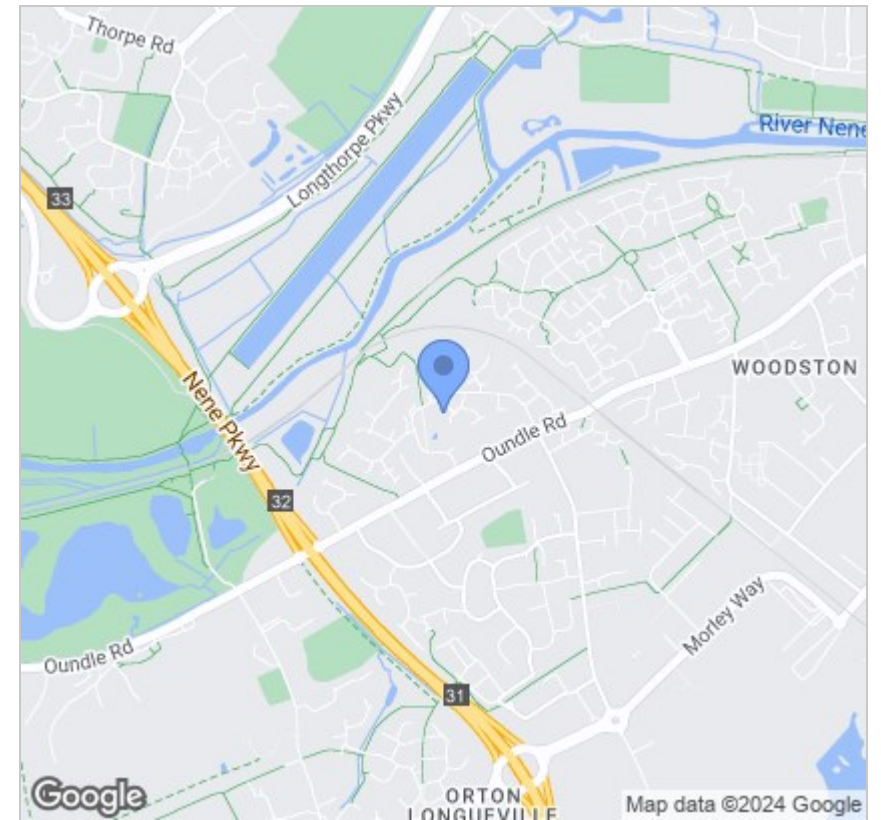 Thorpe Rd
River Nene
Longthorpe Pkwy
33
WOODSTON
Nene Pkwy
Oundle Rd
32
Morley Way
Oundle Rd
31
ORTON
LONGUEVILLE
Google
Map data ©2024 Google